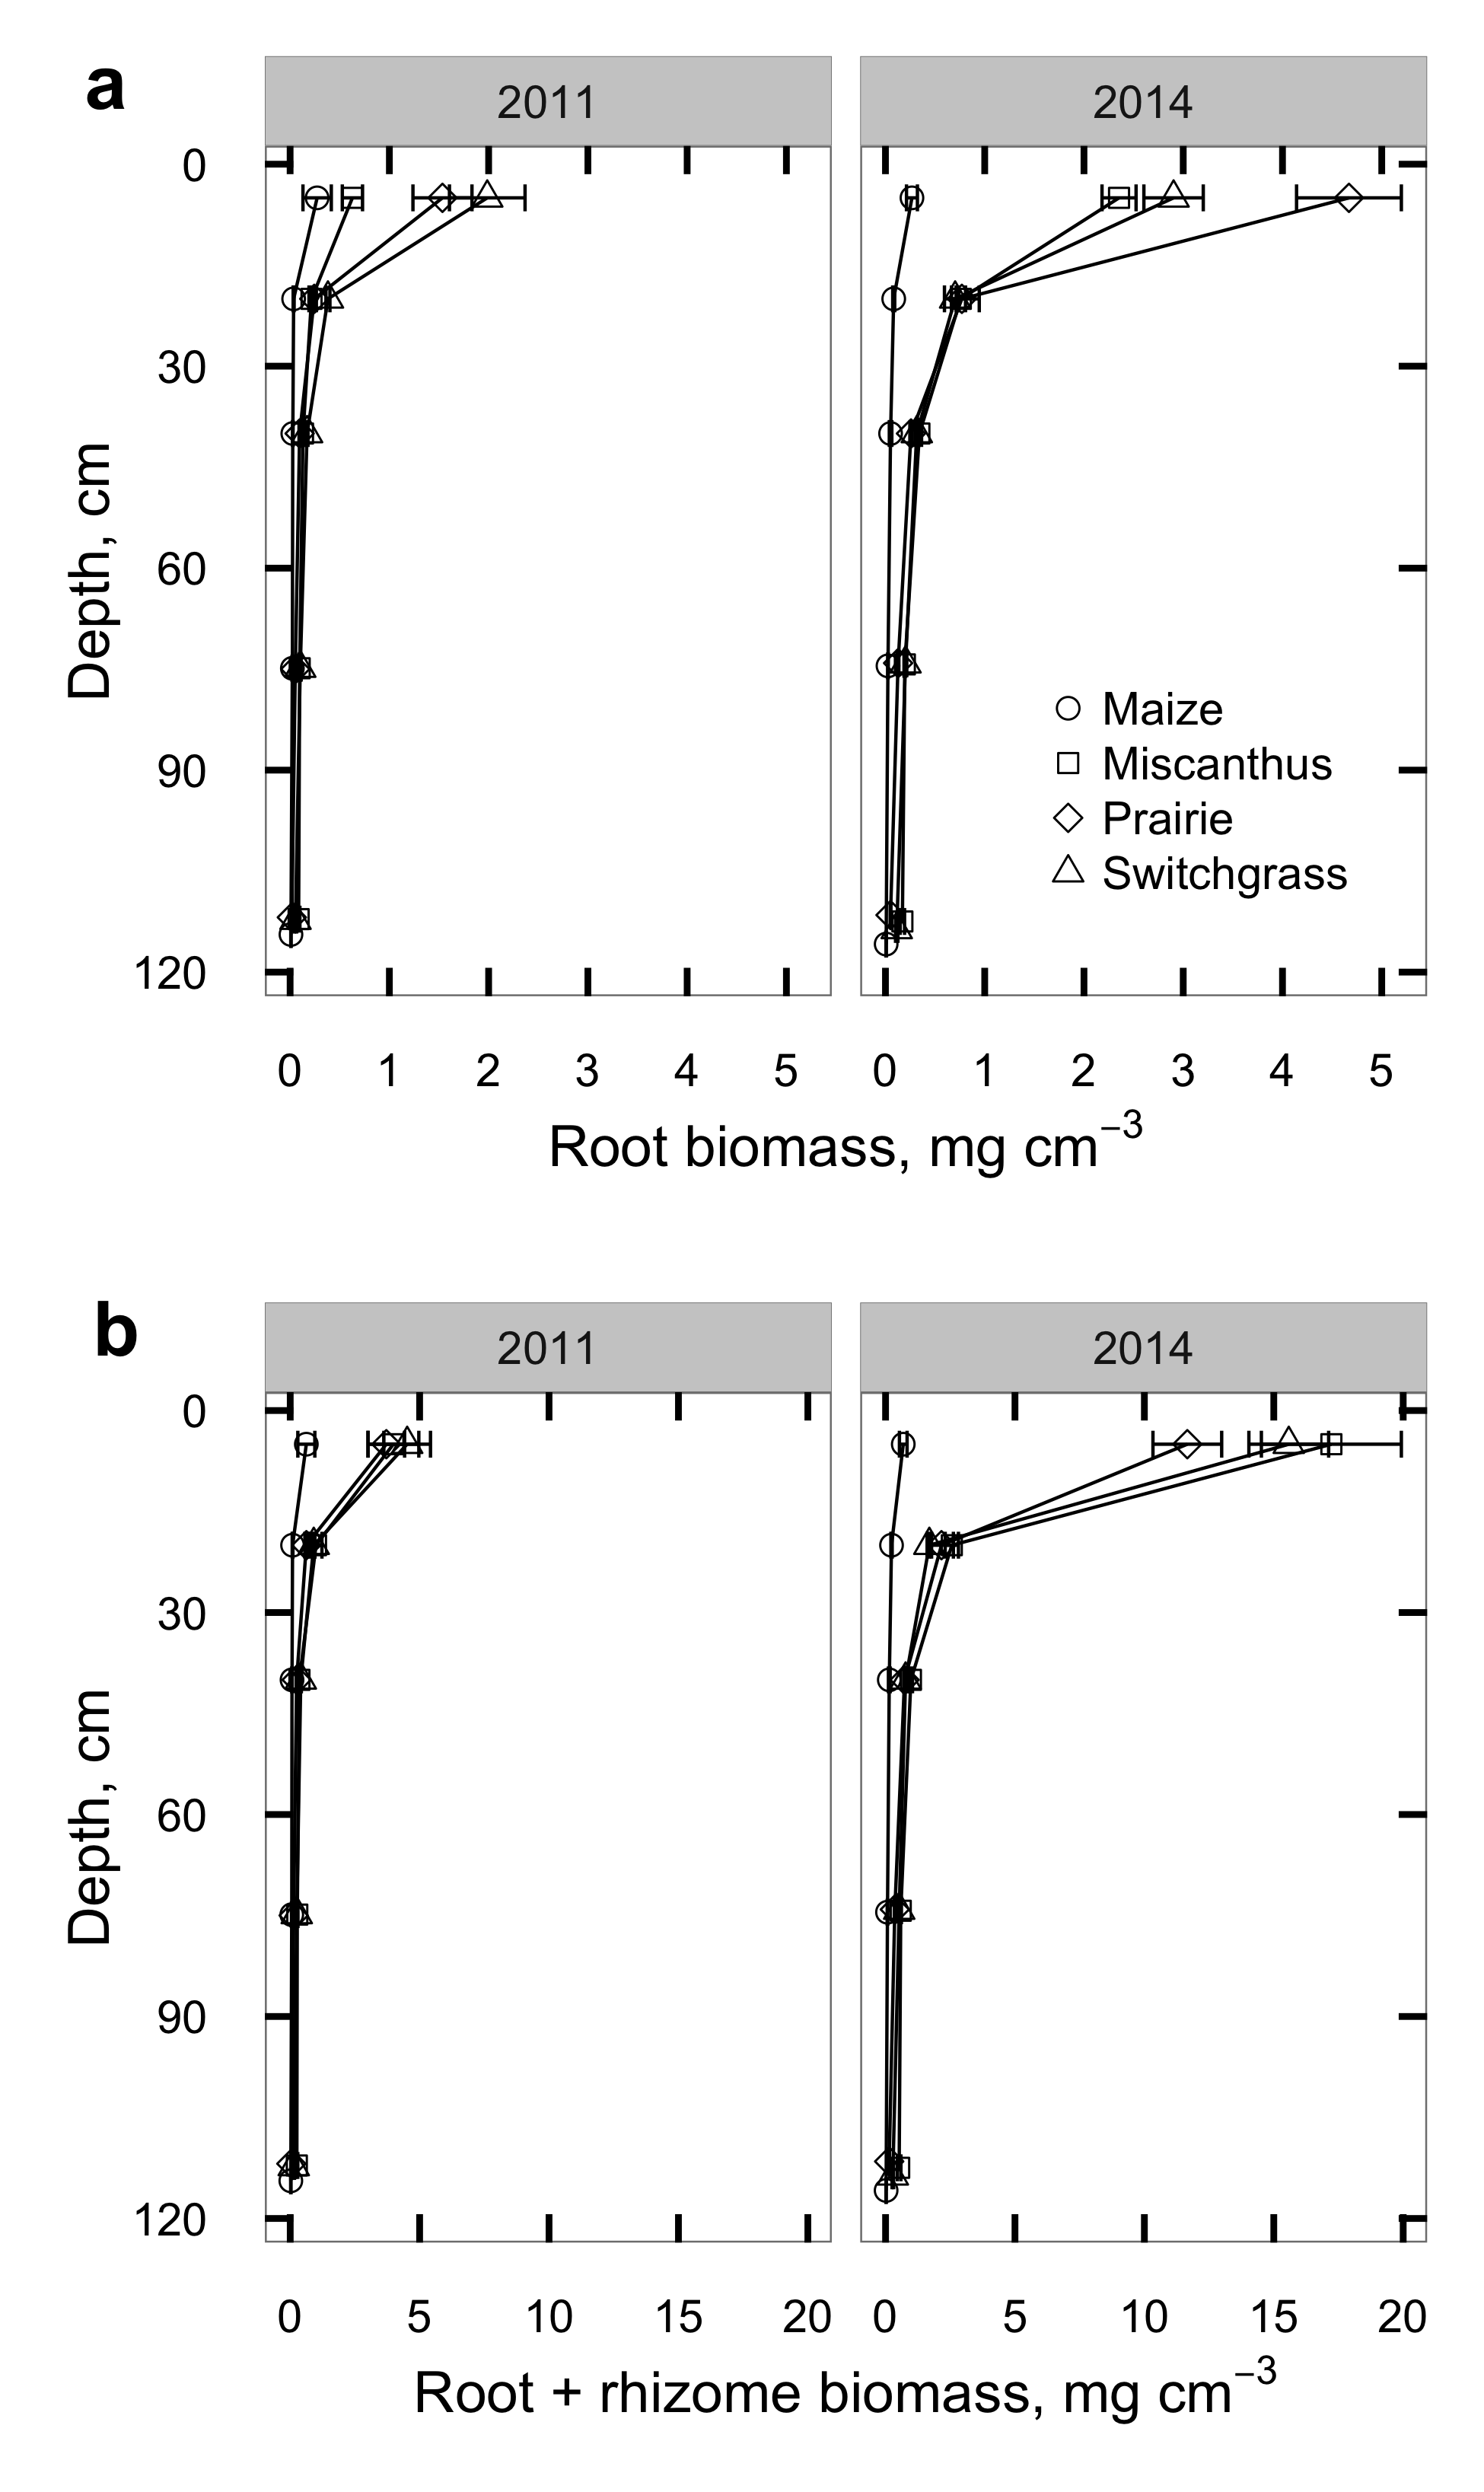 a
2011 2014
0
30
60
90
120
Depth, cm
Maize
Miscanthus
Prairie
Switchgrass
0 1 2 3 4 5 0 1 2 3 4 5
Root biomass, mg cm⁻³
b
2011 2014
0
30
60
90
120
Depth, cm
0 5 10 15 20 0 5 10 15 20
Root + rhizome biomass, mg cm⁻³